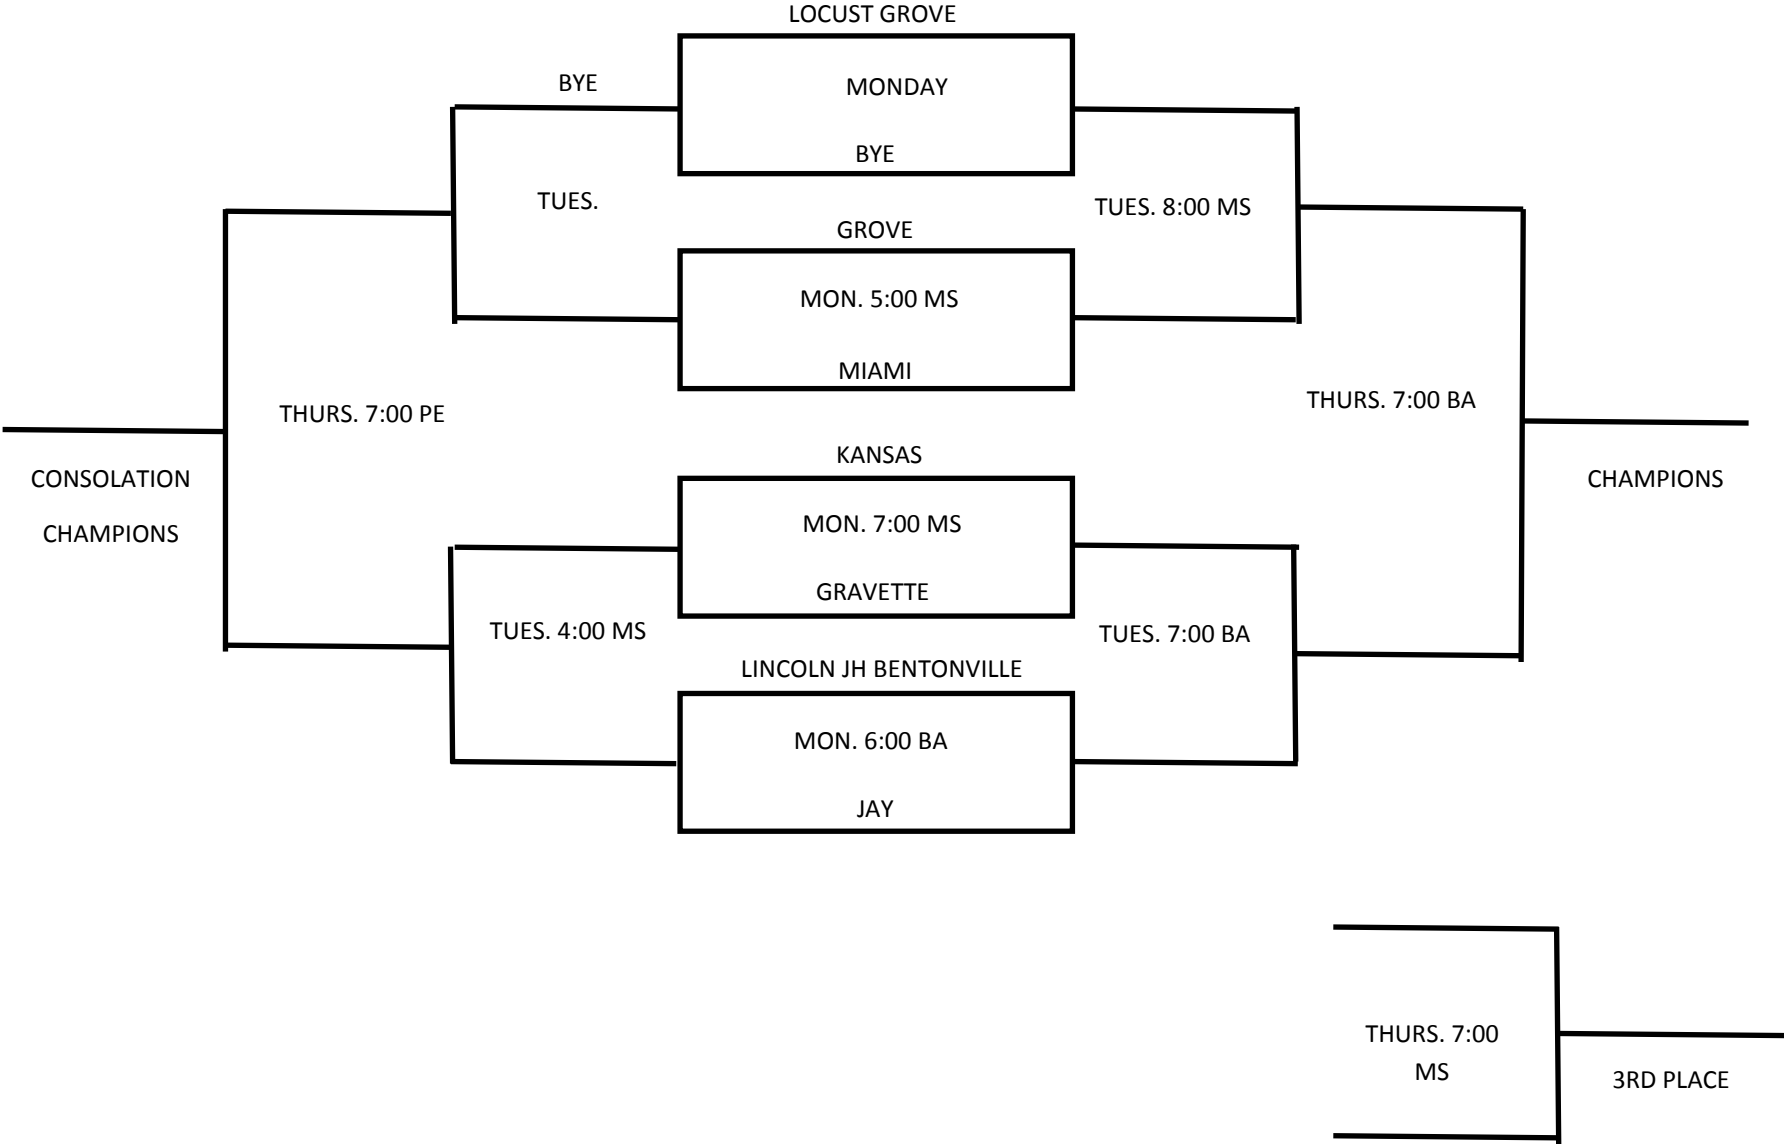 LOCUST GROVE
BYE
MONDAY
BYE
TUES.
TUES. 8:00 MS
GROVE
MON. 5:00 MS
MIAMI
THURS. 7:00 PE
THURS. 7:00 BA
KANSAS
CONSOLATION
CHAMPIONS
CHAMPIONS
MON. 7:00 MS
GRAVETTE
TUES. 4:00 MS
TUES. 7:00 BA
LINCOLN JH BENTONVILLE
MON. 6:00 BA
JAY
THURS. 7:00
MS
3RD PLACE